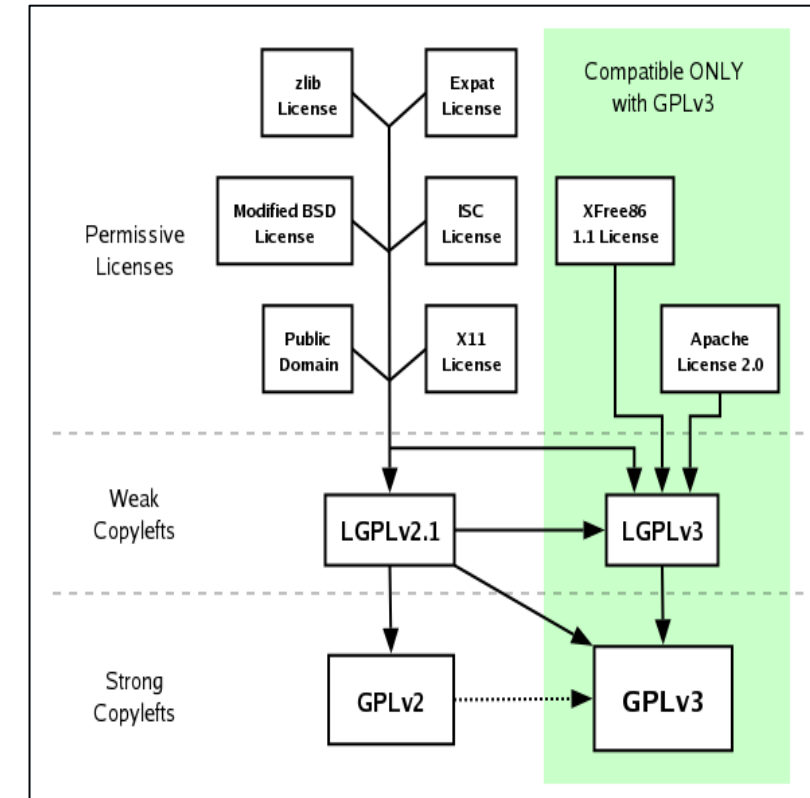 zlib
License
Expat
License
Compatible ONLY
with GPLv3
Permissive
Licenses
Modified BSD
License
ISC
License
XFree86
1.1 License
Public
Domain
X11
License
Apache
License 2.0
Weak
Copylefts
LGPLv2.1
LGPLv3
Strong
Copylefts
GPLv2
GPLv3